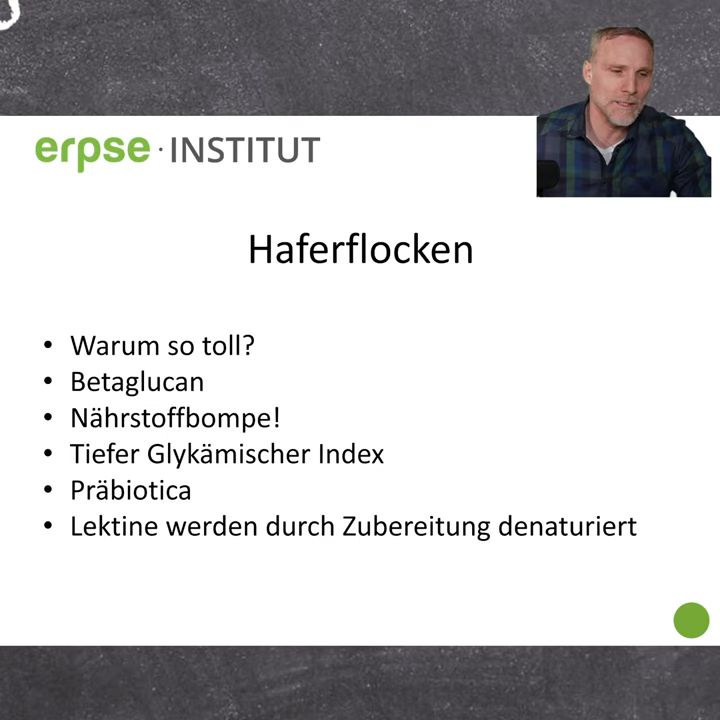 erpse · INSTITUT
Haferflocken
• Warum so toll?
• Betaglucan
• Nährstoffbompe!
• Tiefer Glykämischer Index
• Präbiotica
• Lektine werden durch Zubereitung denaturiert